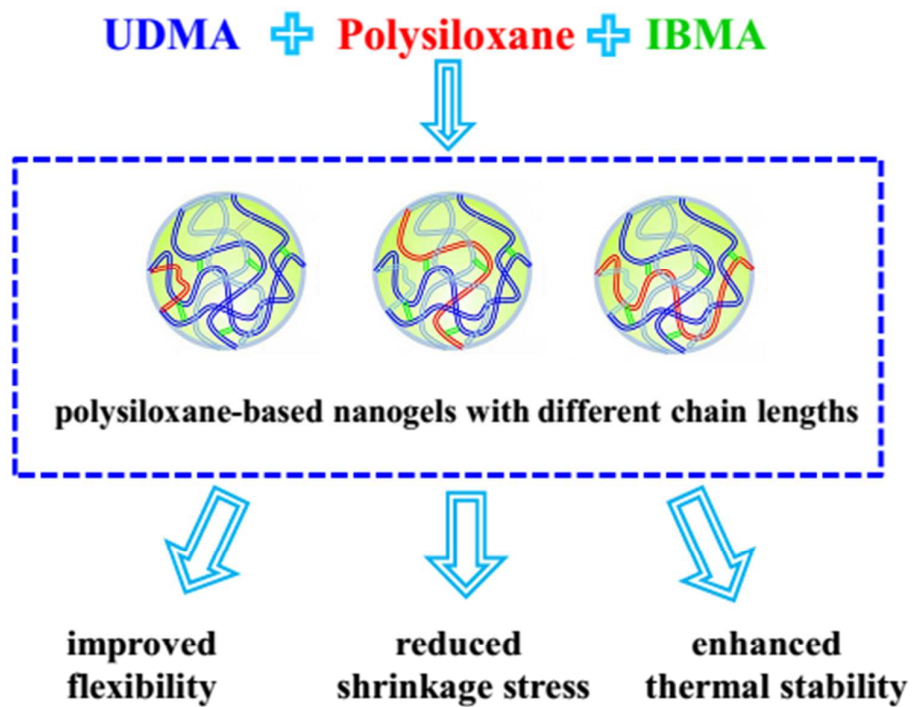 UDMA + Polysiloxane + IBMA
polysiloxane-based nanogels with different chain lengths
improved
flexibility
reduced
shrinkage stress
enhanced
thermal stability